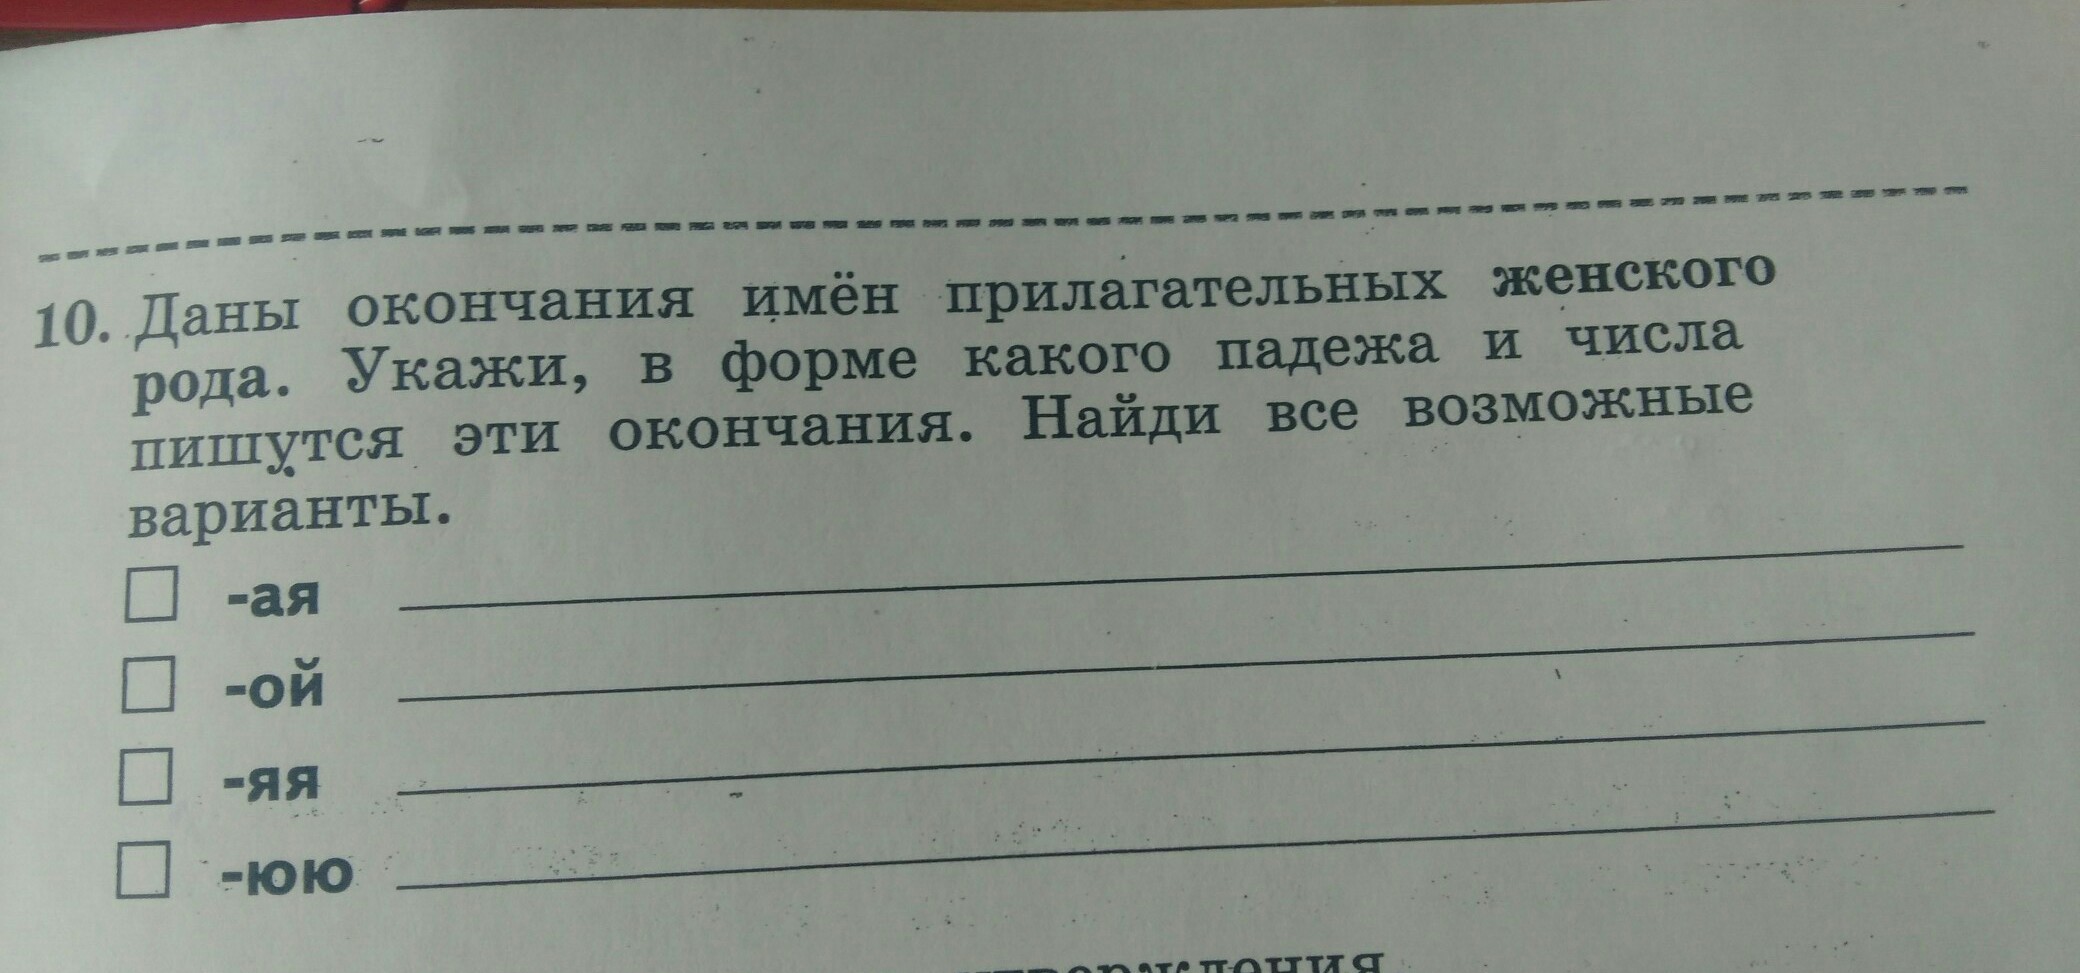 10. Даны окончания имён прилагательных женского
рода. Укажи, в форме какого падежа и числа
пишутся эти окончания. Найди все возможные
варианты.
-ая
-ой
-яя
-юю